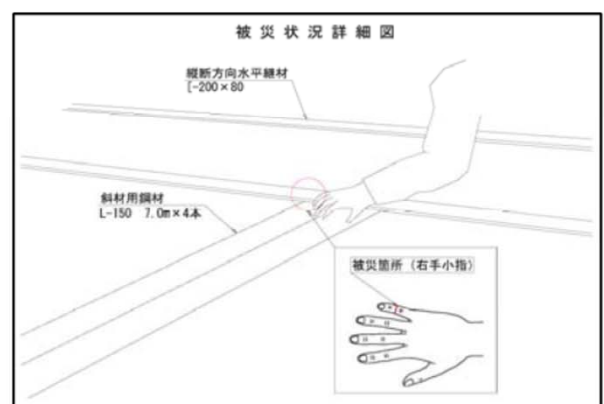 被災状況詳細図
縦断方向水平継材
[-200×80
斜材用鋼材
L-150 7.0m×4本
被災箇所（右手小指）